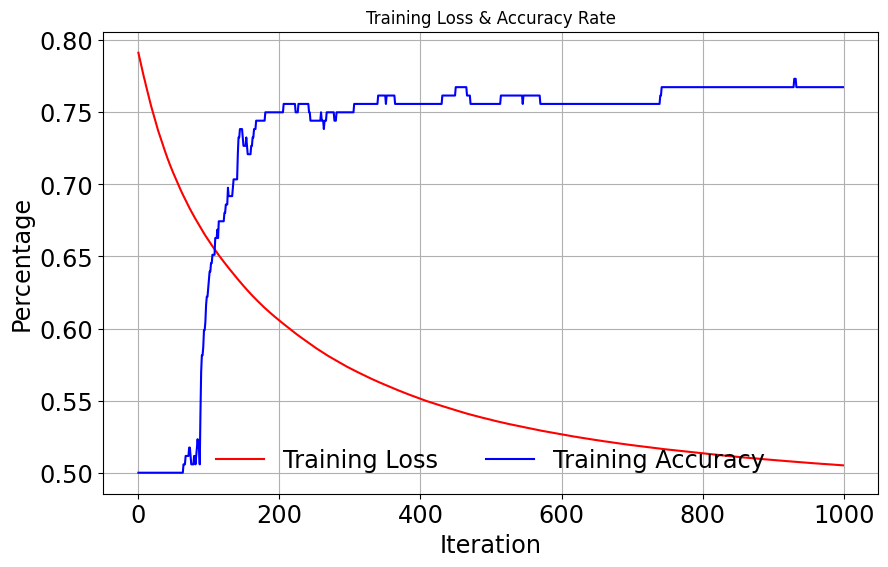 Training Loss & Accuracy Rate
Percentage
0.80
0.75
0.70
0.65
0.60
0.55
0.50
Training Loss Training Accuracy
0 200 400 600 800 1000
Iteration